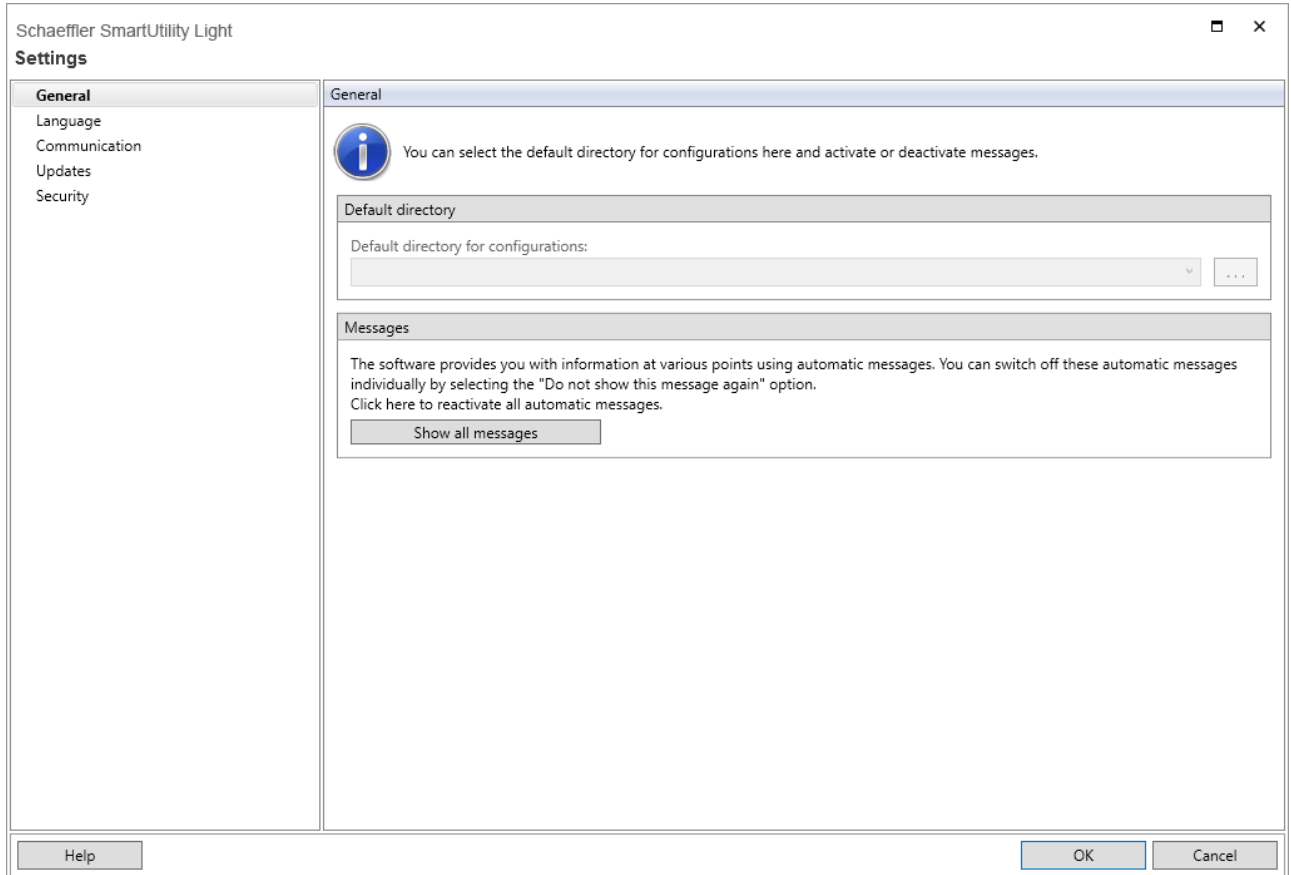 Schaeffler SmartUtility Light
Settings
General
Language
Communication
Updates
Security
General
You can select the default directory for configurations here and activate or deactivate messages.
Default directory
Default directory for configurations:
...
Messages
The software provides you with information at various points using automatic messages. You can switch off these automatic messages
individually by selecting the "Do not show this message again" option.
Click here to reactivate all automatic messages.
Show all messages
Help
OK
Cancel